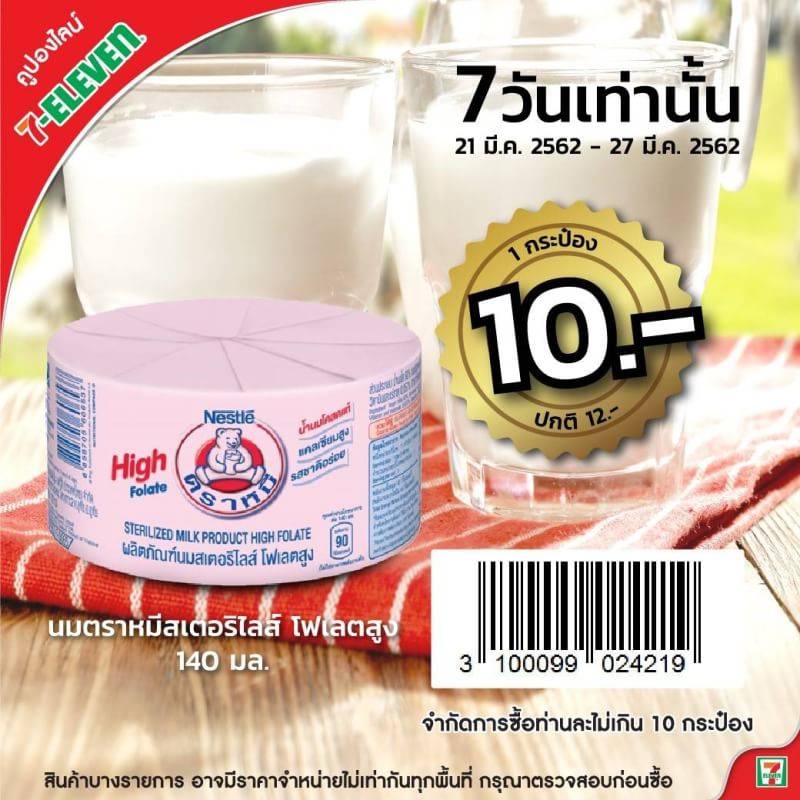 คูปองไลน์
7-ELEVEN
7 วันเท่านั้น
21 มี.ค. 2562 - 27 มี.ค. 2562
1 กระป๋อง
10.-
ปกติ 12.-
Nestlé
High
Folate
ตราหมี
น้ำนมโคสดแท้
แคลเซียมสูง
รสชาติอร่อย
STERILIZED MILK PRODUCT HIGH FOLATE
ผลิตภัณฑ์นมสเตอริไลส์ โฟเลตสูง
90
นมตราหมีสเตอริไลส์ โฟเลตสูง
140 มล.
3 100099 024219
จำกัดการซื้อท่านละไม่เกิน 10 กระป๋อง
สินค้าบางรายการ อาจมีราคาจำหน่ายไม่เท่ากันทุกพื้นที่ กรุณาตรวจสอบก่อนซื้อ
7
ELEVEN